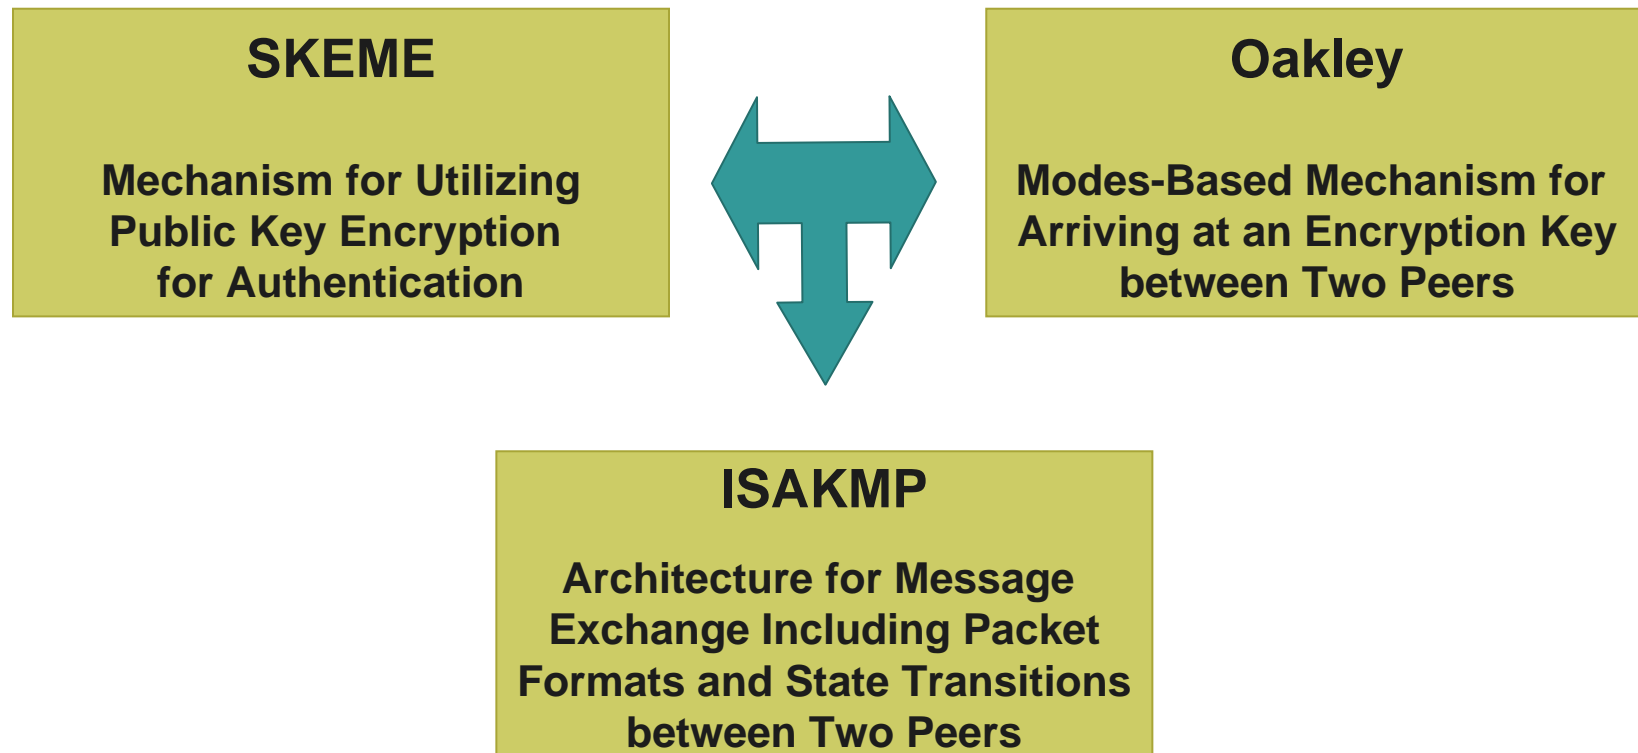 SKEME
Mechanism for Utilizing
Public Key Encryption
for Authentication
Oakley
Modes-Based Mechanism for
Arriving at an Encryption Key
between Two Peers
ISAKMP
Architecture for Message
Exchange Including Packet
Formats and State Transitions
between Two Peers